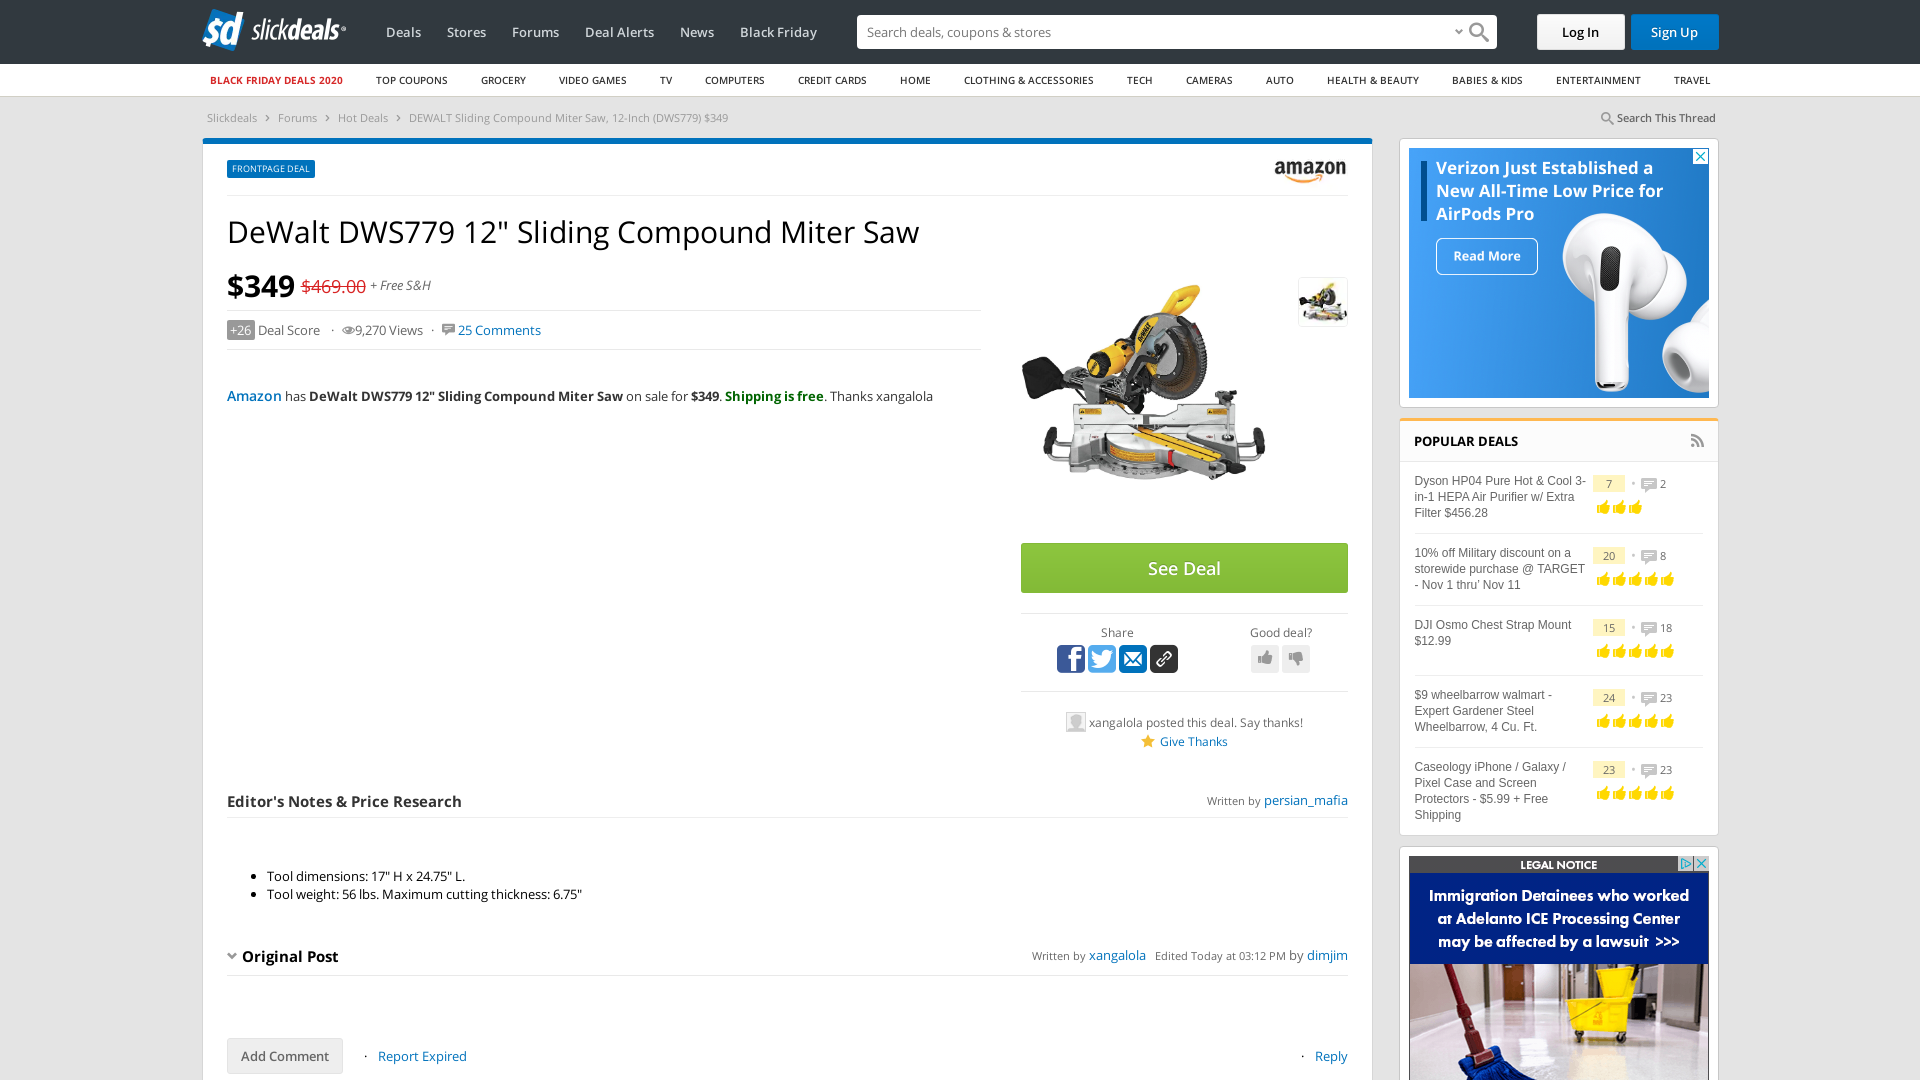 slickdeals
Deals
Stores
Forums
Deal Alerts
News
Black Friday
Search deals, coupons & stores
Log In
Sign Up
BLACK FRIDAY DEALS 2020
TOP COUPONS
GROCERY
VIDEO GAMES
TV
COMPUTERS
CREDIT CARDS
HOME
CLOTHING & ACCESSORIES
TECH
CAMERAS
AUTO
HEALTH & BEAUTY
BABIES & KIDS
ENTERTAINMENT
TRAVEL
Slickdeals > Forums > Hot Deals > DEWALT Sliding Compound Miter Saw, 12-Inch (DWS779) $349
Search This Thread
FRONTPAGE DEAL
amazon
DeWalt DWS779 12" Sliding Compound Miter Saw
$349 $469.00 + Free S&H
+26 Deal Score · 9,270 Views · 25 Comments
Amazon has DeWalt DWS779 12" Sliding Compound Miter Saw on sale for $349. Shipping is free. Thanks xangalola
See Deal
Share
Good deal?
xangalola posted this deal. Say thanks!
Give Thanks
Editor's Notes & Price Research
Written by persian_mafia
• Tool dimensions: 17" H x 24.75" L.
• Tool weight: 56 lbs. Maximum cutting thickness: 6.75"
Original Post
Written by xangalola Edited Today at 03:12 PM by dimjim
Add Comment
· Report Expired
· Reply
Verizon Just Established a
New All-Time Low Price for
AirPods Pro
Read More
POPULAR DEALS
Dyson HP04 Pure Hot & Cool 3-
in-1 HEPA Air Purifier w/ Extra
Filter $456.28
7 • 2
10% off Military discount on a
storewide purchase @ TARGET
- Nov 1 thru' Nov 11
20 • 8
DJI Osmo Chest Strap Mount
$12.99
15 • 18
$9 wheelbarrow walmart -
Expert Gardener Steel
Wheelbarrow, 4 Cu. Ft.
24 • 23
Caseology iPhone / Galaxy /
Pixel Case and Screen
Protectors - $5.99 + Free
Shipping
23 • 23
LEGAL NOTICE
Immigration Detainees who worked
at Adelanto ICE Processing Center
may be affected by a lawsuit >>>